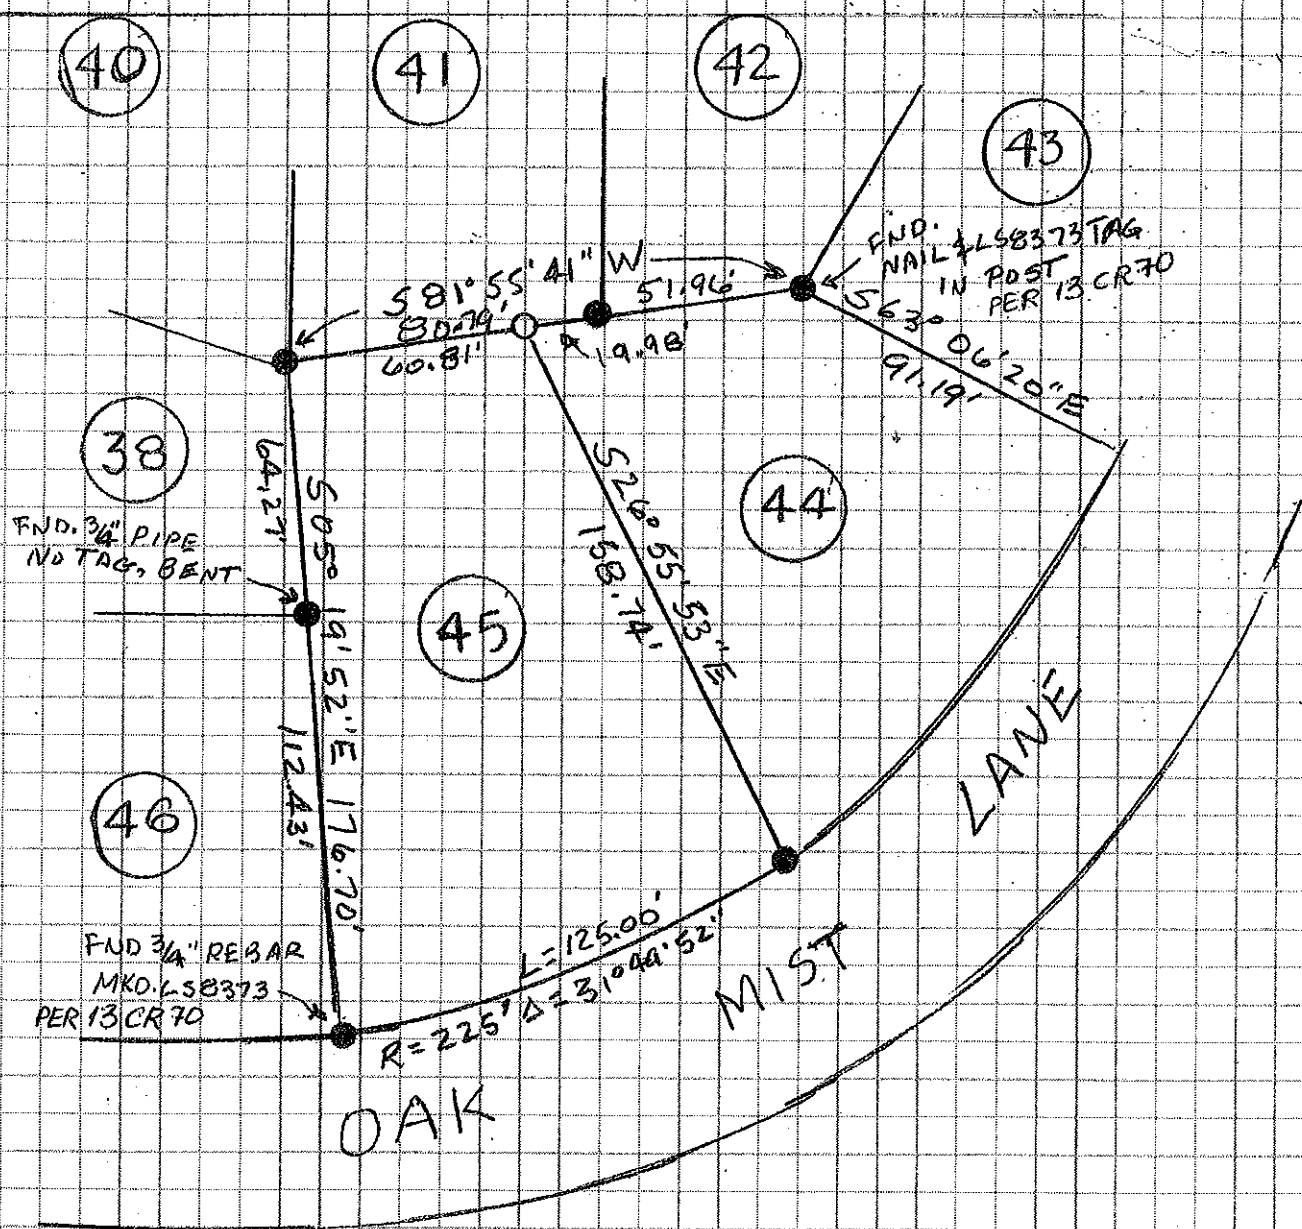 40
41
42
43
FND.
NAIL & LS8373 TAG
IN POST
PER 13 CR 70
S 81° 55' 41" W
80.79'
51.96'
60.81'
19.98'
S63° 06' 20" E
91.19'
38
64.27'
S05° 19' 52" E 176.70'
FND. 3/4" PIPE
NO TAG, BENT
S26° 55' 53" E
158.74'
44
45
46
112.43'
LANE
FND 3/4" REBAR
MKD. LS8373
PER 13 CR 70
L=125.00'
R=225' Δ=31°49'52"
MIST
OAK